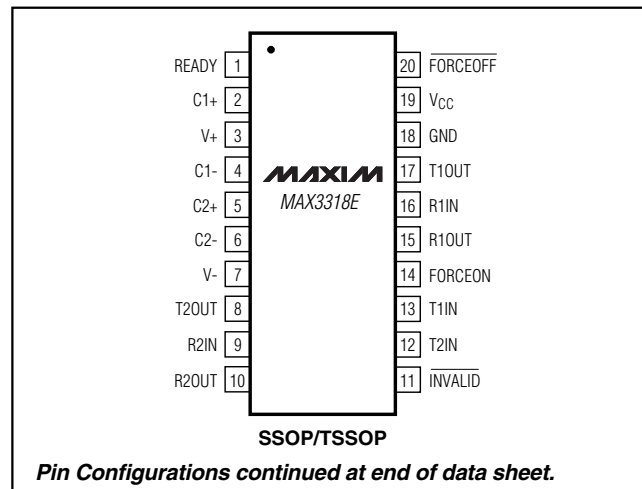 READY 1
C1+ 2
V+ 3
C1- 4
C2+ 5
C2- 6
V- 7
T2OUT 8
R2IN 9
R2OUT 10
MAXIM
MAX3318E
20 FORCEOFF
19 VCC
18 GND
17 T1OUT
16 R1IN
15 R1OUT
14 FORCEON
13 T1IN
12 T2IN
11 INVALID
SSOP/TSSOP
Pin Configurations continued at end of data sheet.